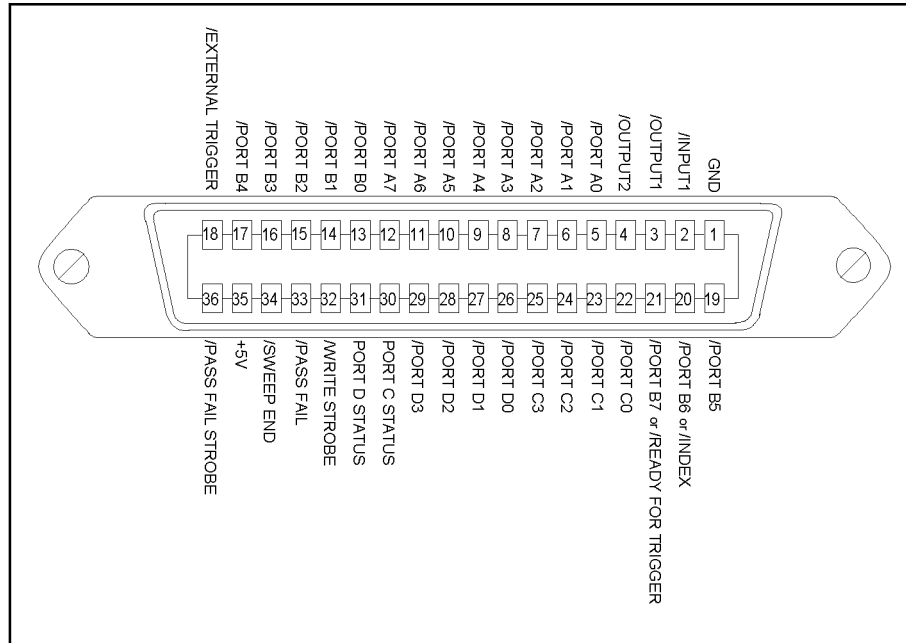 /EXTERNAL TRIGGER
/PORT B4
/PORT B3
/PORT B2
/PORT B1
/PORT B0
/PORT A7
/PORT A6
/PORT A5
/PORT A4
/PORT A3
/PORT A2
/PORT A1
/PORT A0
/OUTPUT2
/OUTPUT1
/INPUT1
GND
18 17 16 15 14 13 12 11 10 9 8 7 6 5 4 3 2 1
36 35 34 33 32 31 30 29 28 27 26 25 24 23 22 21 20 19
/PASS FAIL STROBE
+5V
/SWEEP END
/PASS FAIL
/WRITE STROBE
PORT D STATUS
PORT C STATUS
/PORT D3
/PORT D2
/PORT D1
/PORT D0
/PORT C3
/PORT C2
/PORT C1
/PORT C0
/PORT B7 or /READY FOR TRIGGER
/PORT B6 or /INDEX
/PORT B5